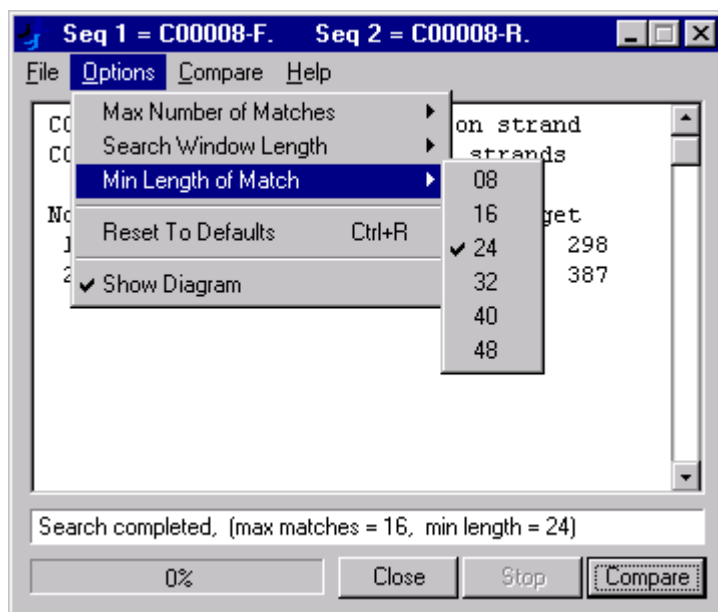 Seq 1 = C00008-F. Seq 2 = C00008-R.
File Options Compare Help
Max Number of Matches
Search Window Length
Min Length of Match
Reset To Defaults Ctrl+R
Show Diagram
08
16
24
32
40
48
on strand
strands
298
387
Search completed, (max matches = 16, min length = 24)
0% Close Stop Compare